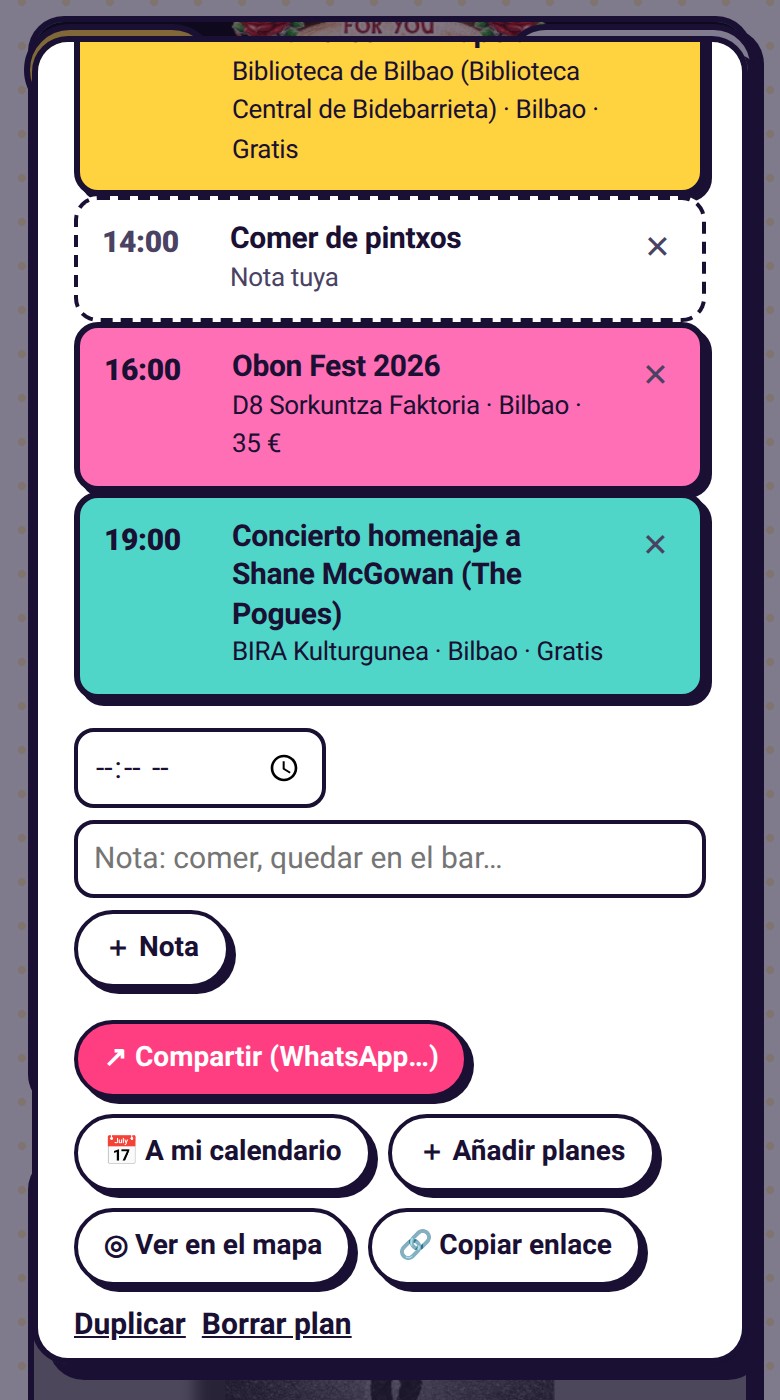 FOR YOU
Biblioteca de Bilbao (Biblioteca
Central de Bidebarrieta) · Bilbao ·
Gratis
14:00
Comer de pintxos
✕
Nota tuya
16:00
Obon Fest 2026
✕
D8 Sorkuntza Faktoria · Bilbao ·
35 €
19:00
Concierto homenaje a
✕
Shane McGowan (The
Pogues)
BIRA Kulturgunea · Bilbao · Gratis
--:-- --
Nota: comer, quedar en el bar…
+ Nota
↗ Compartir (WhatsApp…)
📅 A mi calendario
+ Añadir planes
◎ Ver en el mapa
🔗 Copiar enlace
Duplicar Borrar plan